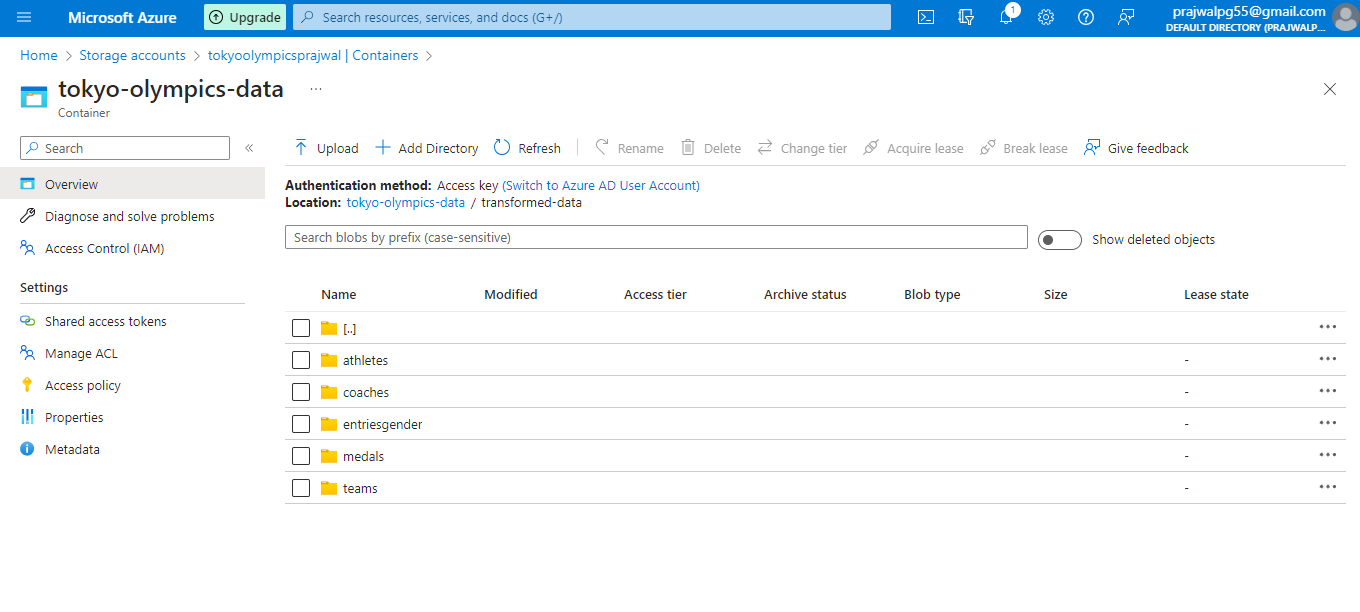 Microsoft Azure
Upgrade
Search resources, services, and docs (G+/)
1
prajwalpg55@gmail.com
DEFAULT DIRECTORY (PRAJWALP...
Home > Storage accounts > tokyoolympicsprajwal | Containers >
tokyo-olympics-data ...
Container
Search «
Upload Add Directory Refresh Rename Delete Change tier Acquire lease Break lease Give feedback
Overview
Diagnose and solve problems
Access Control (IAM)
Settings
Shared access tokens
Manage ACL
Access policy
Properties
Metadata
Authentication method: Access key (Switch to Azure AD User Account)
Location: tokyo-olympics-data / transformed-data
Search blobs by prefix (case-sensitive)
Show deleted objects
Name Modified Access tier Archive status Blob type Size Lease state
[..] ...
athletes - ...
coaches - ...
entriesgender - ...
medals - ...
teams - ...